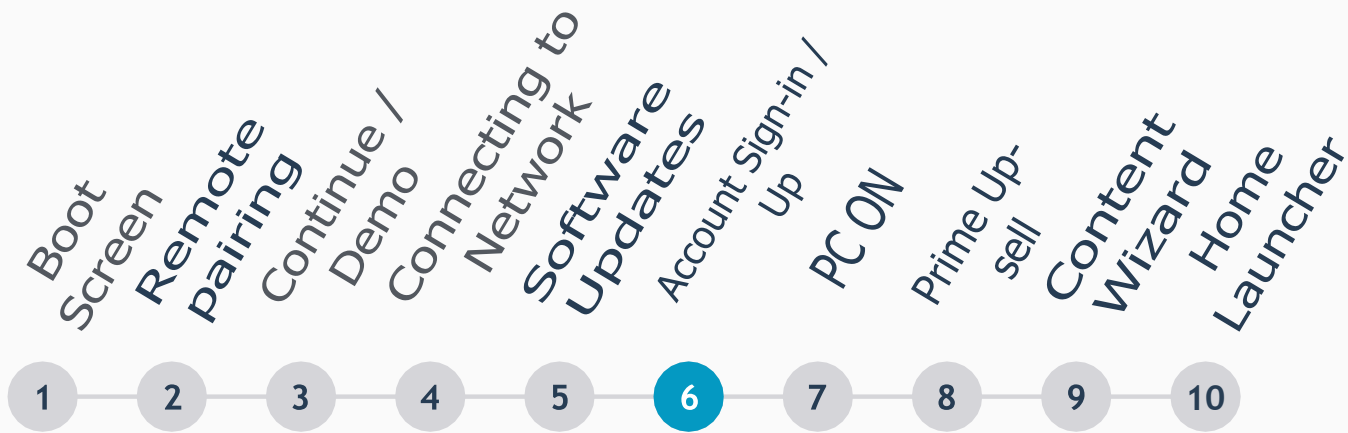 Boot
Screen
Remote
pairing
Continue /
Demo
Connecting to
Network
Software
Updates
Account Sign-in /
Up
PC ON
Prime Up-
sell
Content
Wizard
Home
Launcher
1 2 3 4 5 6 7 8 9 10